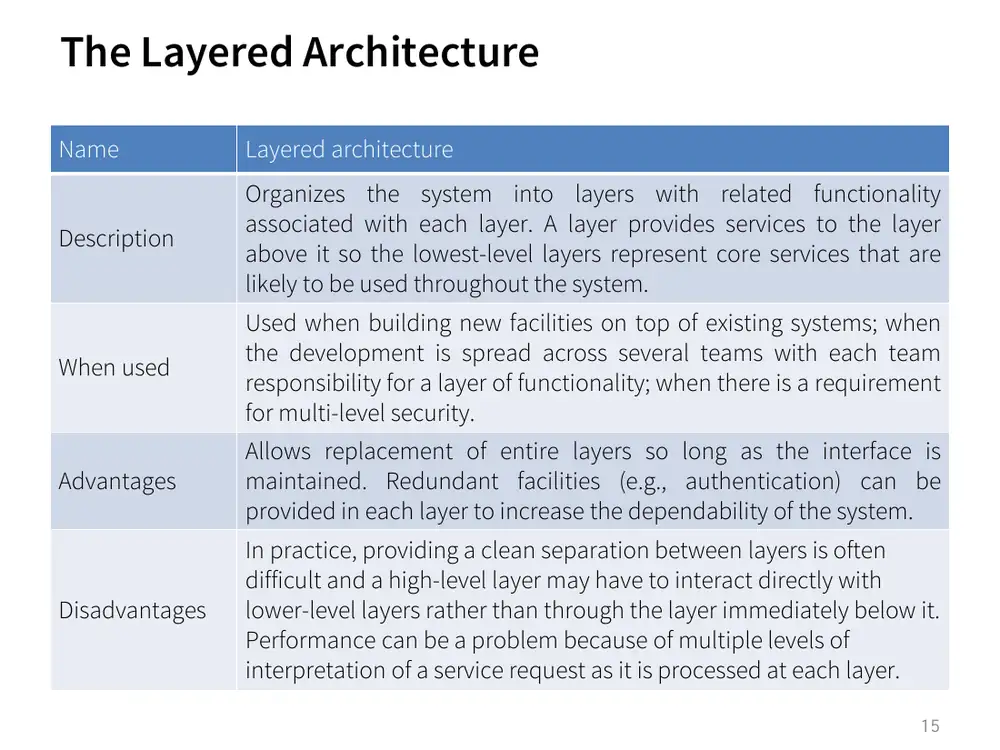 The Layered Architecture
Name
Layered architecture
Description
Organizes the system into layers with related functionality
associated with each layer. A layer provides services to the layer
above it so the lowest-level layers represent core services that are
likely to be used throughout the system.
When used
Used when building new facilities on top of existing systems; when
the development is spread across several teams with each team
responsibility for a layer of functionality; when there is a requirement
for multi-level security.
Advantages
Allows replacement of entire layers so long as the interface is
maintained. Redundant facilities (e.g., authentication) can be
provided in each layer to increase the dependability of the system.
Disadvantages
In practice, providing a clean separation between layers is often
difficult and a high-level layer may have to interact directly with
lower-level layers rather than through the layer immediately below it.
Performance can be a problem because of multiple levels of
interpretation of a service request as it is processed at each layer.
15